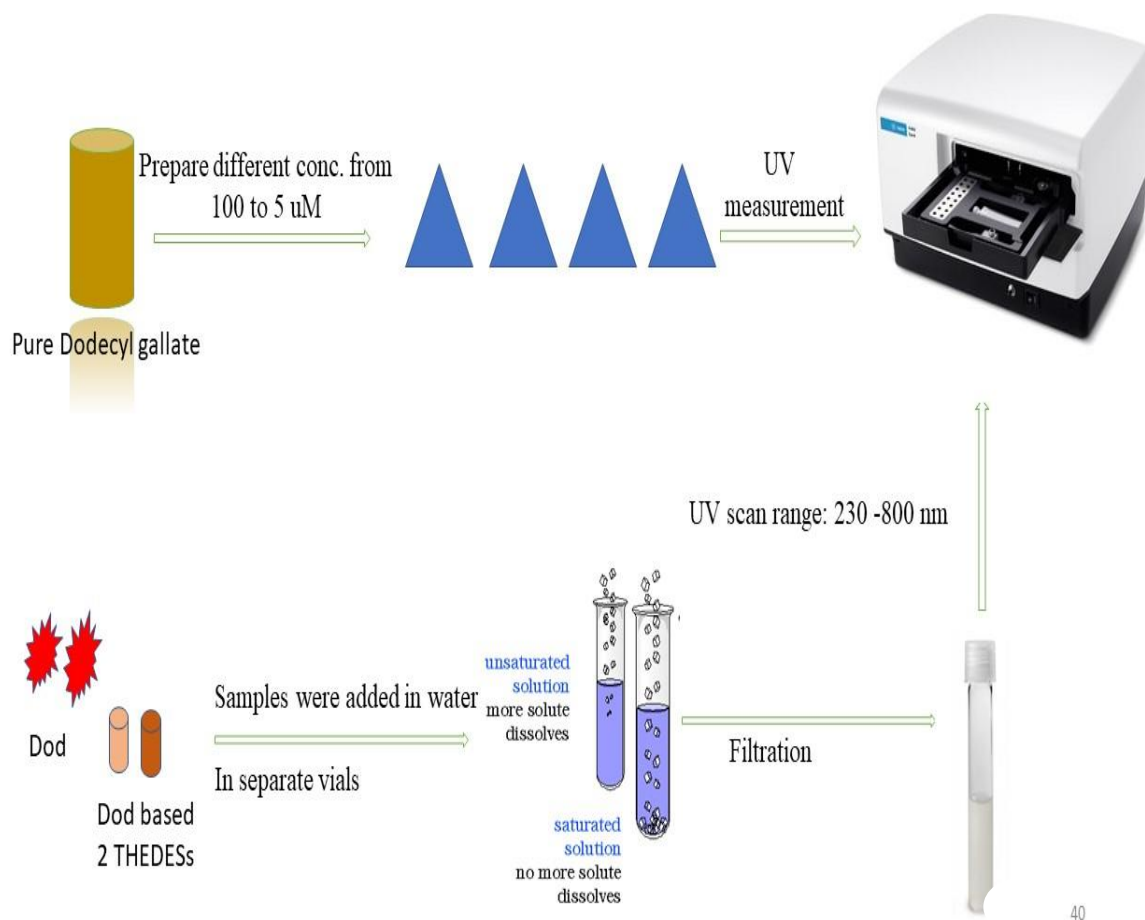 Prepare different conc. from
100 to 5 uM
UV
measurement
Pure Dodecyl gallate
UV scan range: 230 -800 nm
Samples were added in water
In separate vials
Dod
Dod based
2 THEDESs
unsaturated
solution
more solute
dissolves
saturated
solution
no more solute
dissolves
Filtration
40